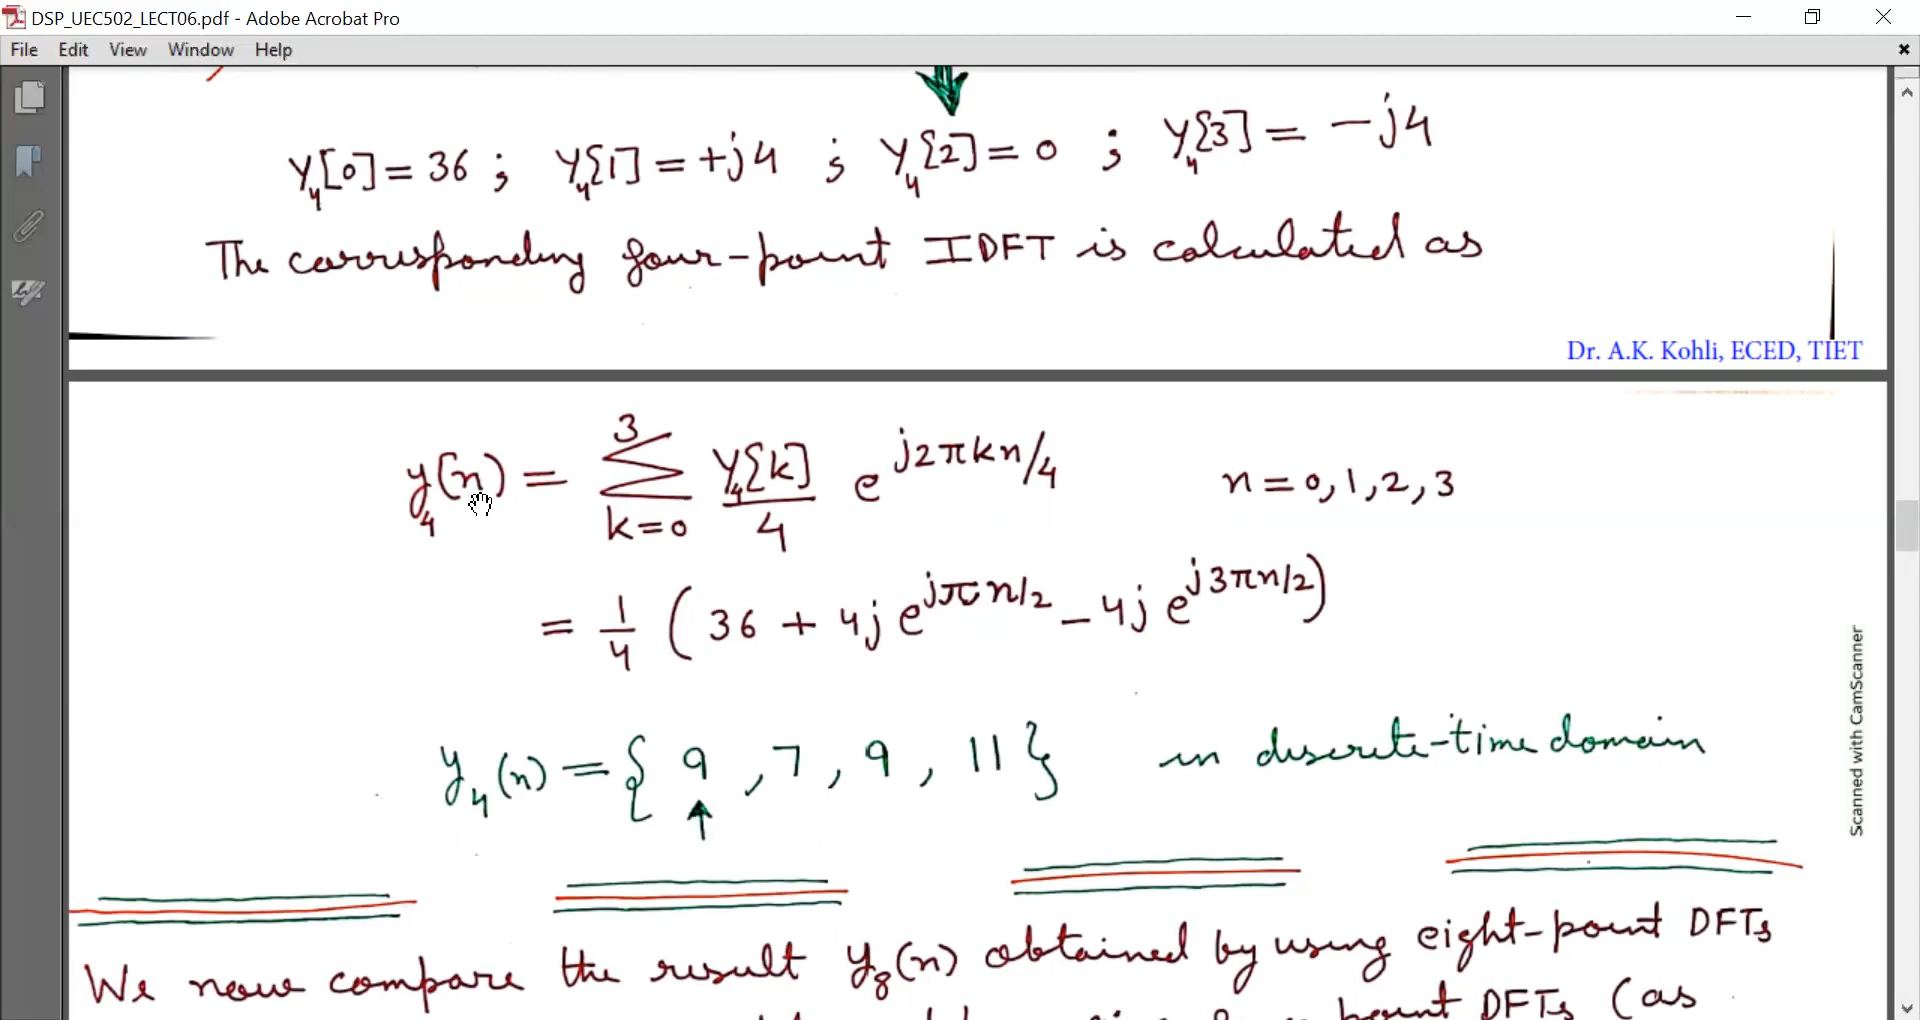 DSP_UEC502_LECT06.pdf - Adobe Acrobat Pro
File Edit View Window Help
Y₄[0] = 36 ; Y₄[1] = +j4 ; Y₄[2] = 0 ; Y₄[3] = -j4
The corresponding four-point IDFT is calculated as
Dr. A.K. Kohli, ECED, TIET
y₄(n) = 3 Σ k=0 Y₄[k]/4 e^{j2πkn/4} n = 0, 1, 2, 3
= 1/4 ( 36 + 4j e^{jπn/2} - 4j e^{j3πn/2} )
y₄(n) = { 9 , 7 , 9 , 11 } in discrete-time domain
↑
Scanned with CamScanner
We now compare the result y₈(n) obtained by using eight-point DFTs
point DFTs (as